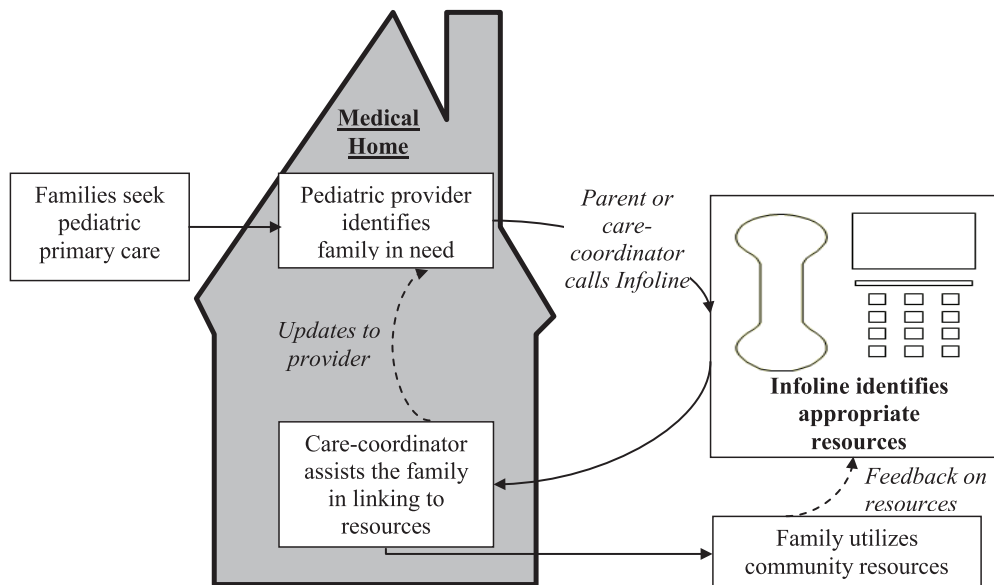 Medical
Home
Families seek
pediatric
primary care
Pediatric provider
identifies
family in need
Parent or
care-
coordinator
calls Infoline
Updates to
provider
Infoline identifies
appropriate
resources
Care-coordinator
assists the family
in linking to
resources
Feedback on
resources
Family utilizes
community resources